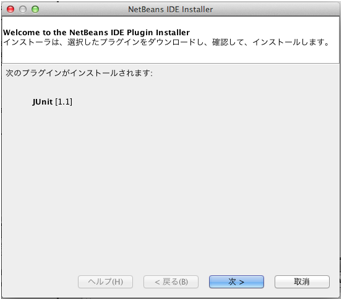 NetBeans IDE Installer
Welcome to the NetBeans IDE Plugin Installer
インストーラは、選択したプラグインをダウンロードし、確認して、インストールします。
次のプラグインがインストールされます:
JUnit [1.1]
ヘルプ(H) < 戻る(B) 次 > 取消